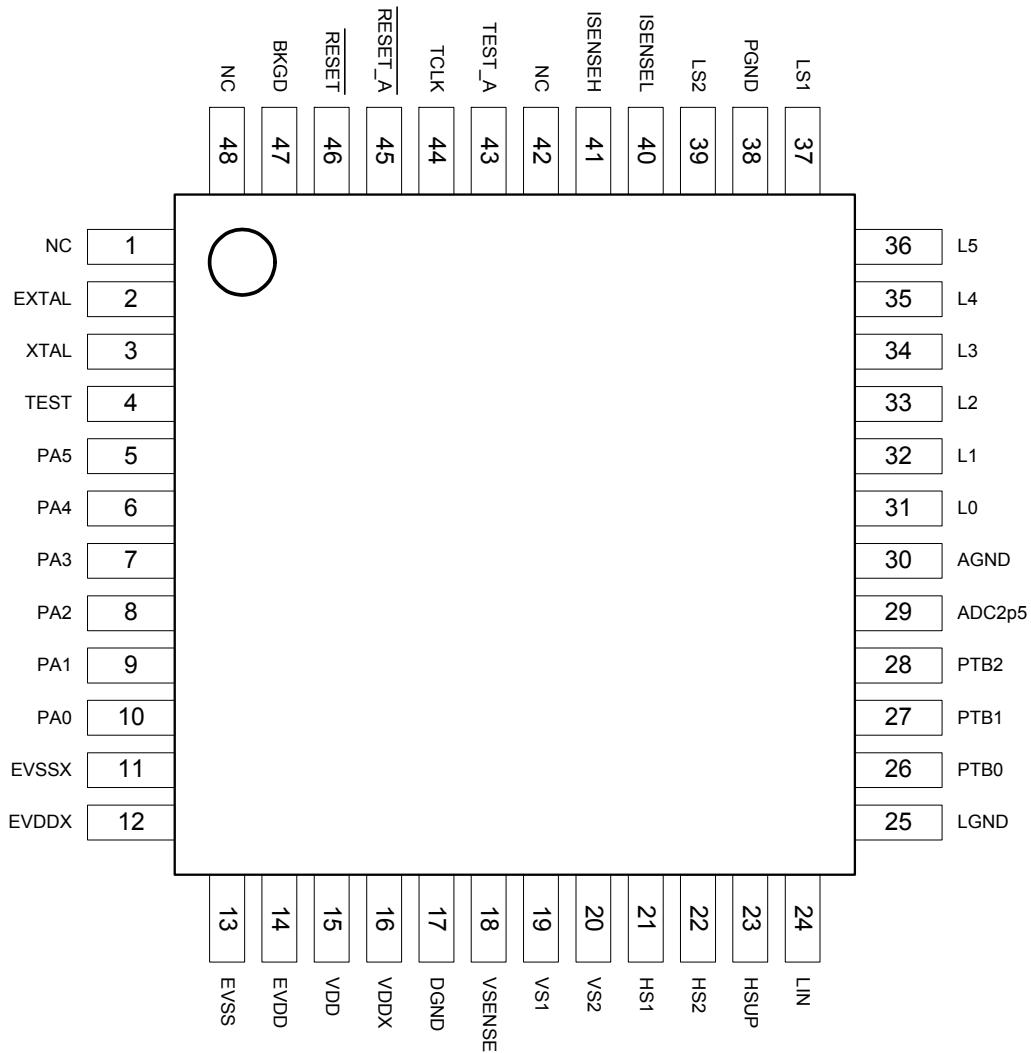 NC
BKGD
RESET
RESET_A
TCLK
TEST_A
NC
ISENSEH
ISENSEL
LS2
PGND
LS1
48
47
46
45
44
43
42
41
40
39
38
37
NC 1
EXTAL 2
XTAL 3
TEST 4
PA5 5
PA4 6
PA3 7
PA2 8
PA1 9
PA0 10
EVSSX 11
EVDDX 12
36 L5
35 L4
34 L3
33 L2
32 L1
31 L0
30 AGND
29 ADC2p5
28 PTB2
27 PTB1
26 PTB0
25 LGND
13
14
15
16
17
18
19
20
21
22
23
24
EVSS
EVDD
VDD
VDDX
DGND
VSENSE
VS1
VS2
HS1
HS2
HSUP
LIN